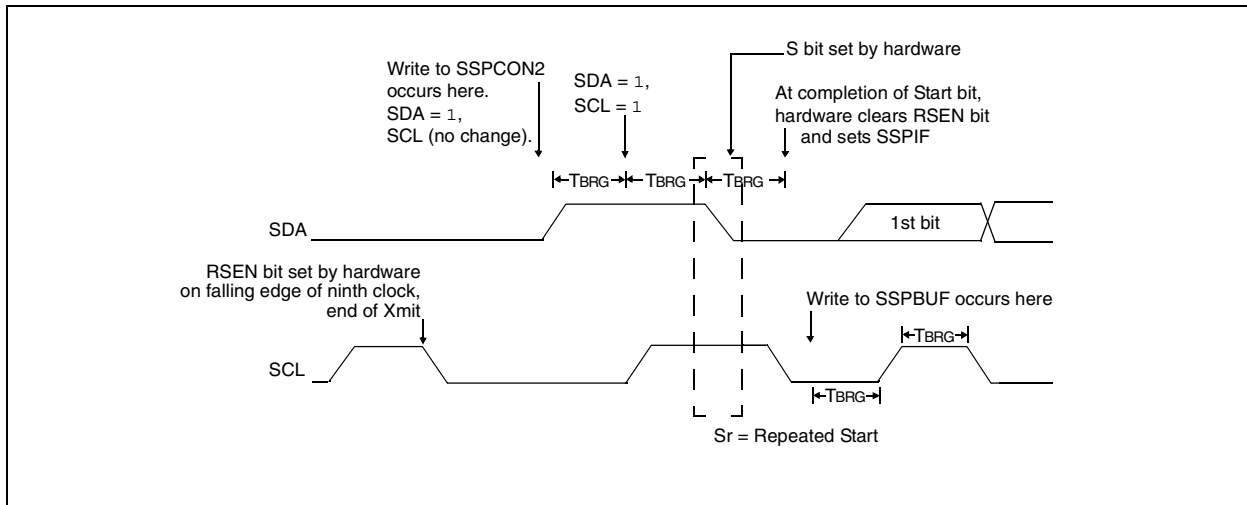 S bit set by hardware
Write to SSPCON2
occurs here.
SDA = 1,
SCL (no change).
SDA = 1,
SCL = 1
At completion of Start bit,
hardware clears RSEN bit
and sets SSPIF
TBRG
TBRG
TBRG
SDA
1st bit
RSEN bit set by hardware
on falling edge of ninth clock,
end of Xmit
Write to SSPBUF occurs here
TBRG
SCL
TBRG
Sr = Repeated Start